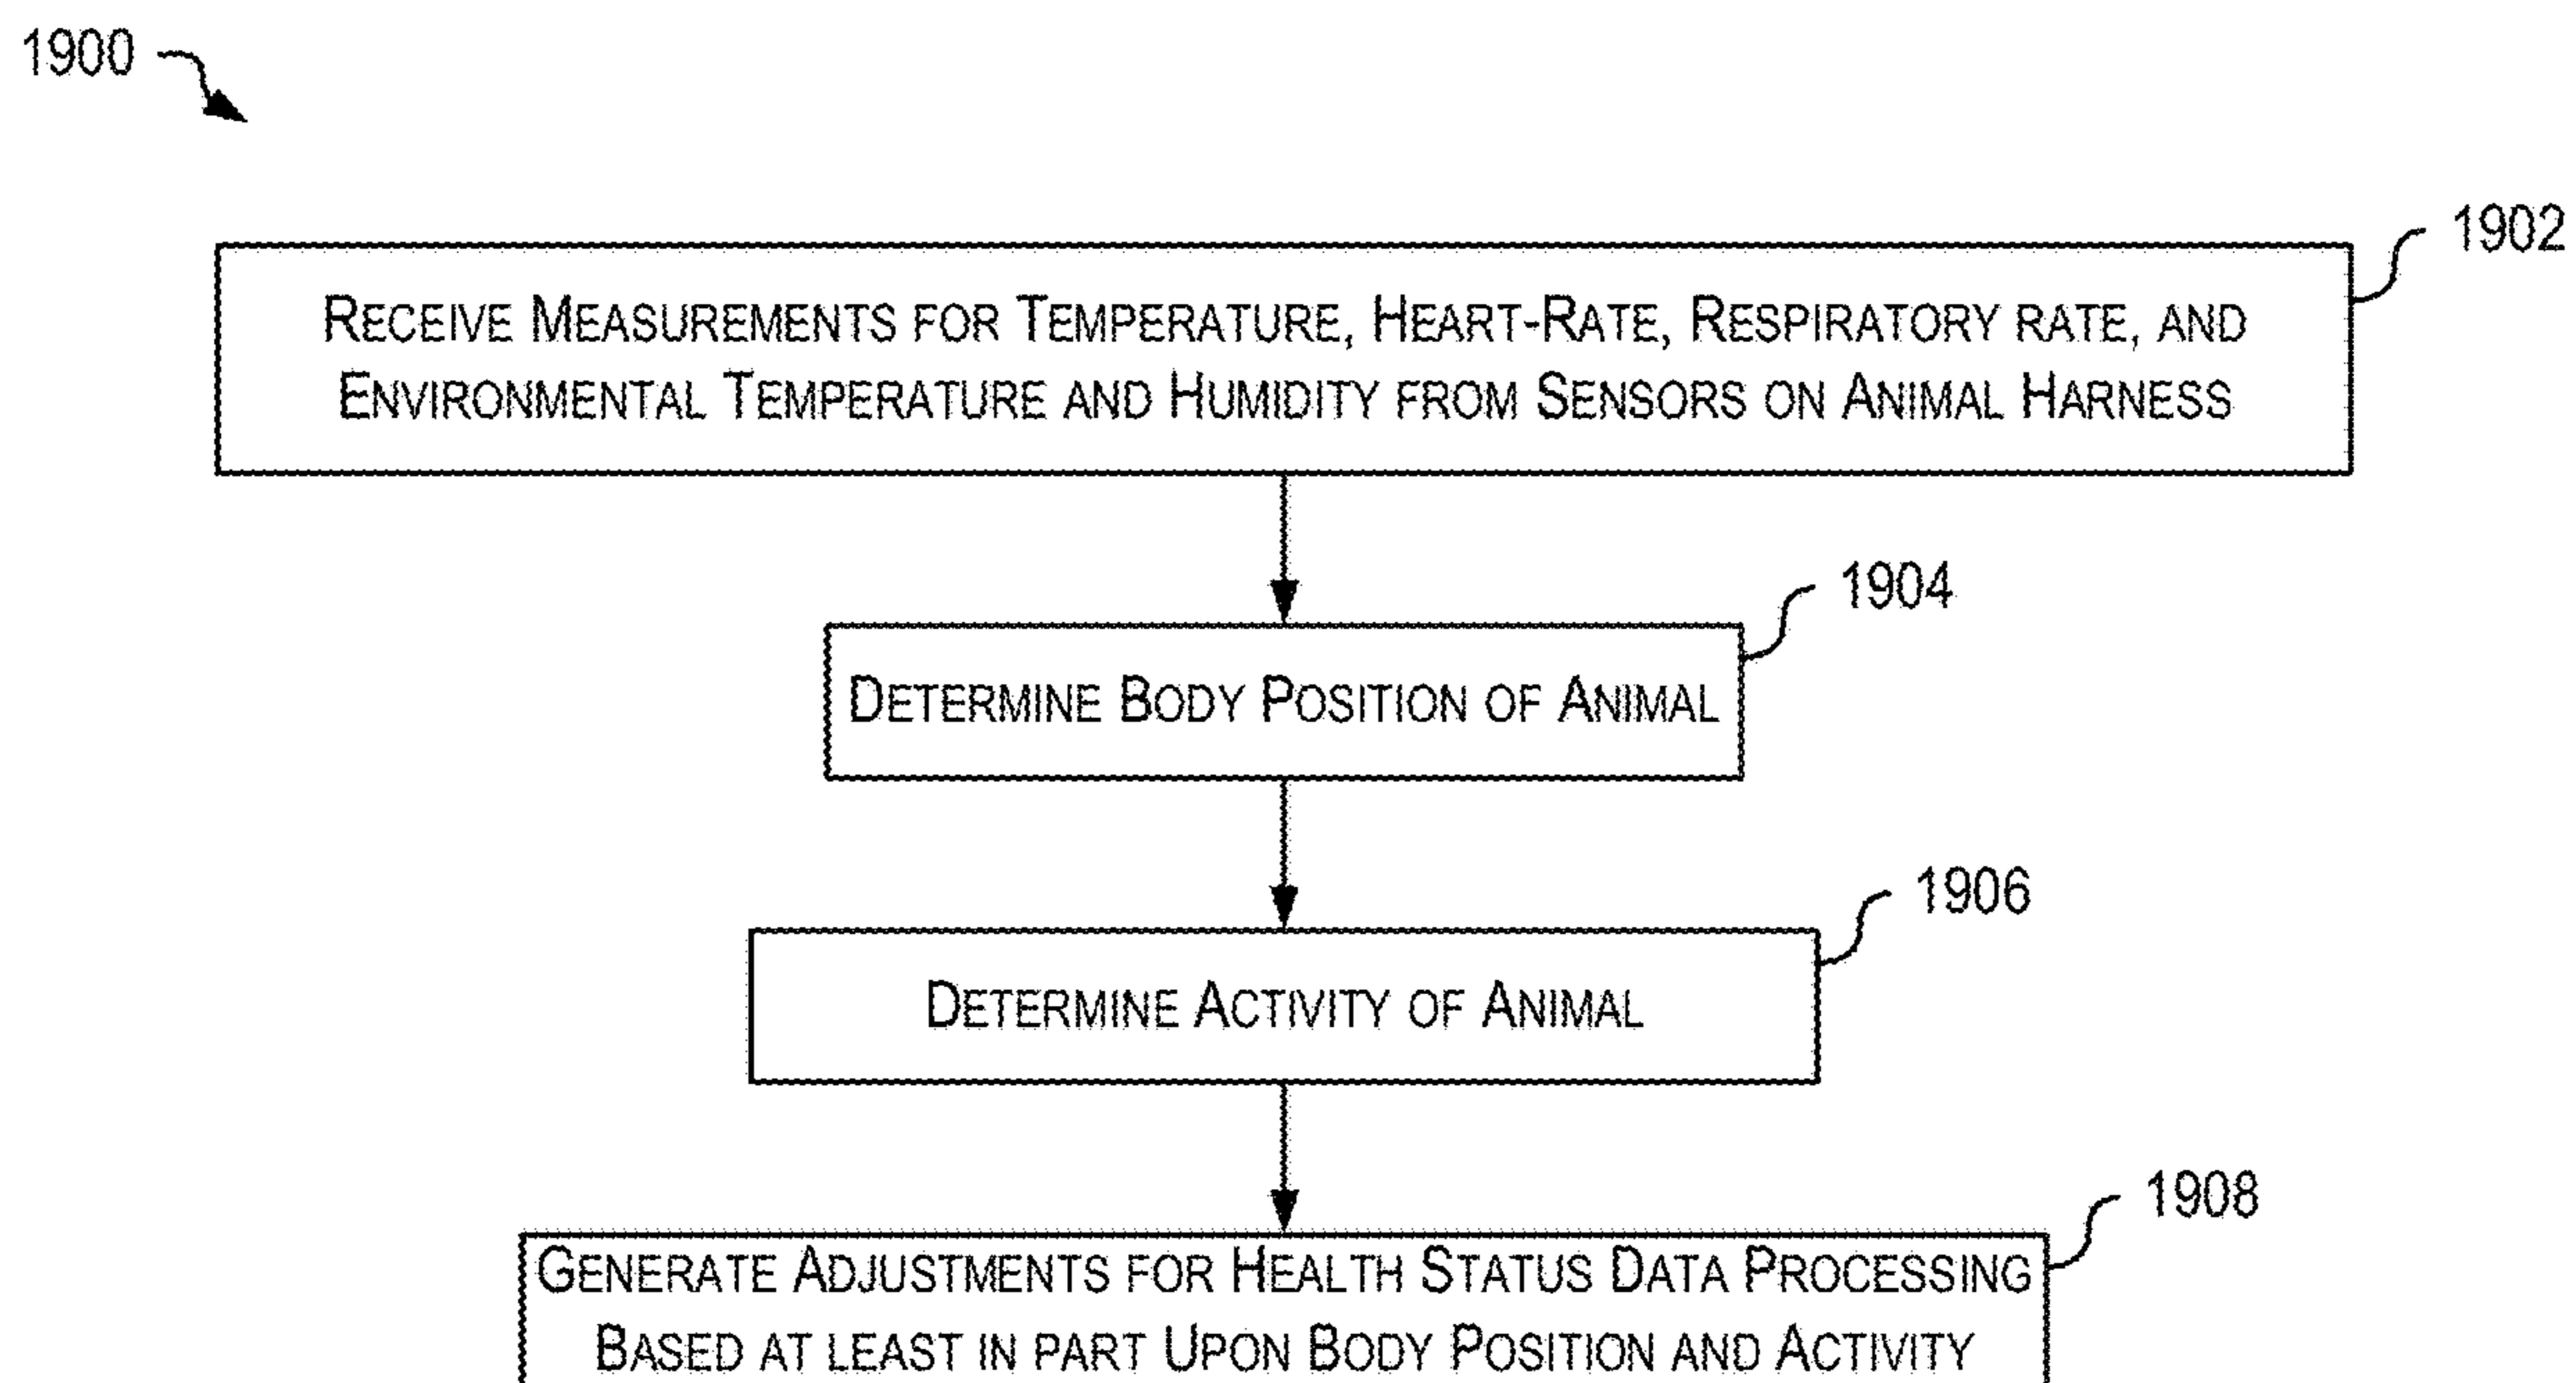 1900
1902
Receive Measurements for Temperature, Heart-Rate, Respiratory rate, and
Environmental Temperature and Humidity from Sensors on Animal Harness
1904
Determine Body Position of Animal
1906
Determine Activity of Animal
1908
Generate Adjustments for Health Status Data Processing
Based at least in part Upon Body Position and Activity